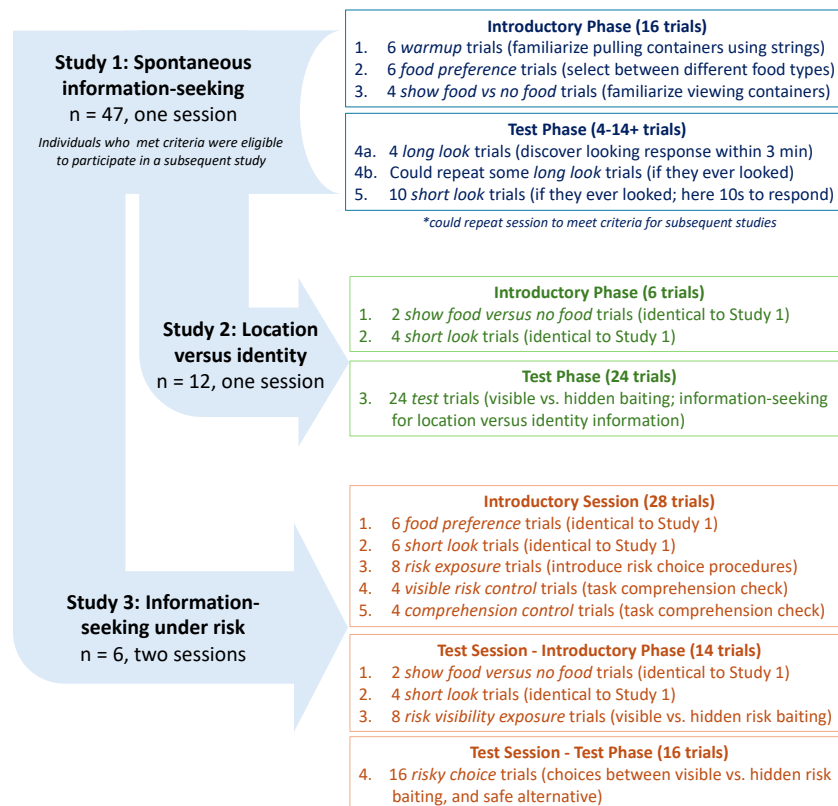 Study 1: Spontaneous
information-seeking
n = 47, one session
Individuals who met criteria were eligible
to participate in a subsequent study
Introductory Phase (16 trials)
1. 6 warmup trials (familiarize pulling containers using strings)
2. 6 food preference trials (select between different food types)
3. 4 show food vs no food trials (familiarize viewing containers)
Test Phase (4-14+ trials)
4a. 4 long look trials (discover looking response within 3 min)
4b. Could repeat some long look trials (if they ever looked)
5. 10 short look trials (if they ever looked; here 10s to respond)
*could repeat session to meet criteria for subsequent studies
Study 2: Location
versus identity
n = 12, one session
Introductory Phase (6 trials)
1. 2 show food versus no food trials (identical to Study 1)
2. 4 short look trials (identical to Study 1)
Test Phase (24 trials)
3. 24 test trials (visible vs. hidden baiting; information-seeking
for location versus identity information)
Study 3: Information-
seeking under risk
n = 6, two sessions
Introductory Session (28 trials)
1. 6 food preference trials (identical to Study 1)
2. 6 short look trials (identical to Study 1)
3. 8 risk exposure trials (introduce risk choice procedures)
4. 4 visible risk control trials (task comprehension check)
5. 4 comprehension control trials (task comprehension check)
Test Session - Introductory Phase (14 trials)
1. 2 show food versus no food trials (identical to Study 1)
2. 4 short look trials (identical to Study 1)
3. 8 risk visibility exposure trials (visible vs. hidden risk baiting)
Test Session - Test Phase (16 trials)
4. 16 risky choice trials (choices between visible vs. hidden risk
baiting, and safe alternative)